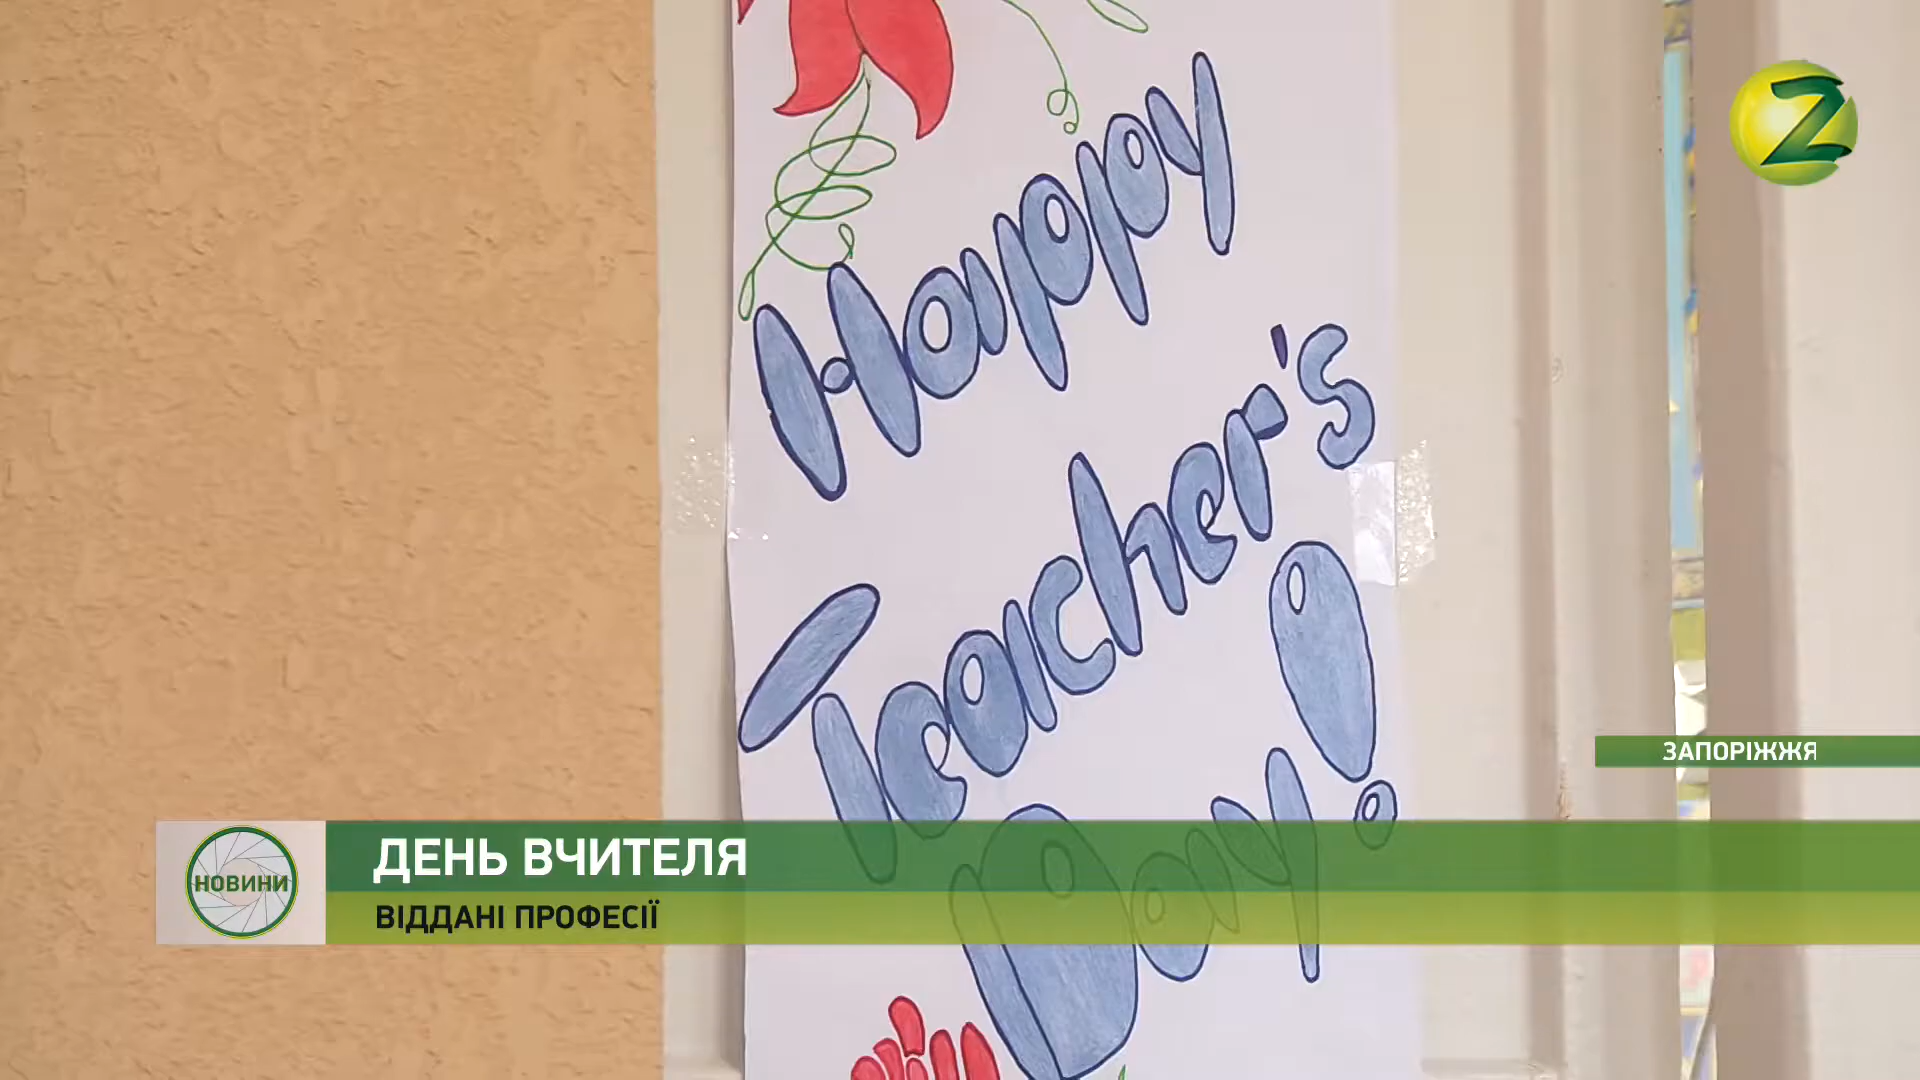 Z
Happy
Teacher's
Day!
ЗАПОРІЖЖЯ
НОВИНИ
ДЕНЬ ВЧИТЕЛЯ
ВІДДАНІ ПРОФЕСІЇ